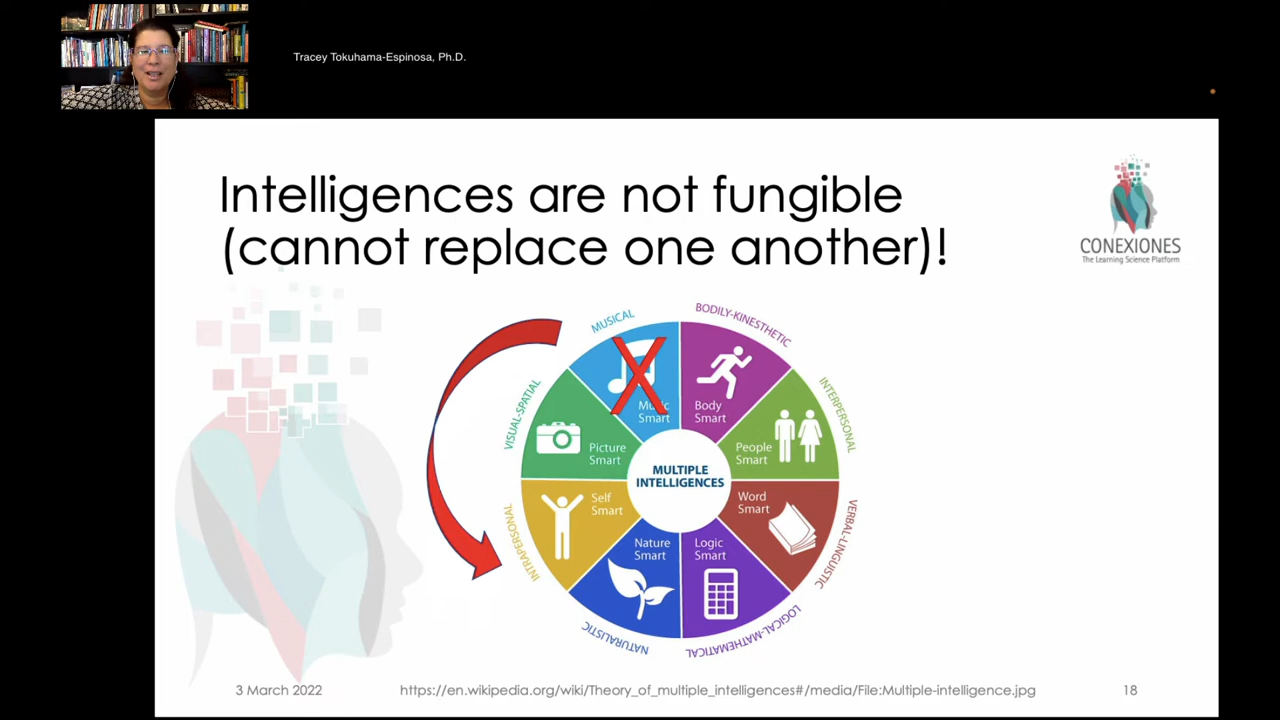 Tracey Tokuhama-Espinosa, Ph.D.
Intelligences are not fungible
(cannot replace one another)!
CONEXIONES
The Learning Science Platform
MUSICAL
BODILY-KINESTHETIC
INTERPERSONAL
VERBAL-LINGUISTIC
LOGICAL-MATHEMATICAL
NATURALISTIC
INTRAPERSONAL
VISUAL-SPATIAL
Music
Smart
Body
Smart
People
Smart
Word
Smart
Logic
Smart
Nature
Smart
Self
Smart
Picture
Smart
MULTIPLE
INTELLIGENCES
3 March 2022
https://en.wikipedia.org/wiki/Theory_of_multiple_intelligences#/media/File:Multiple-intelligence.jpg
18